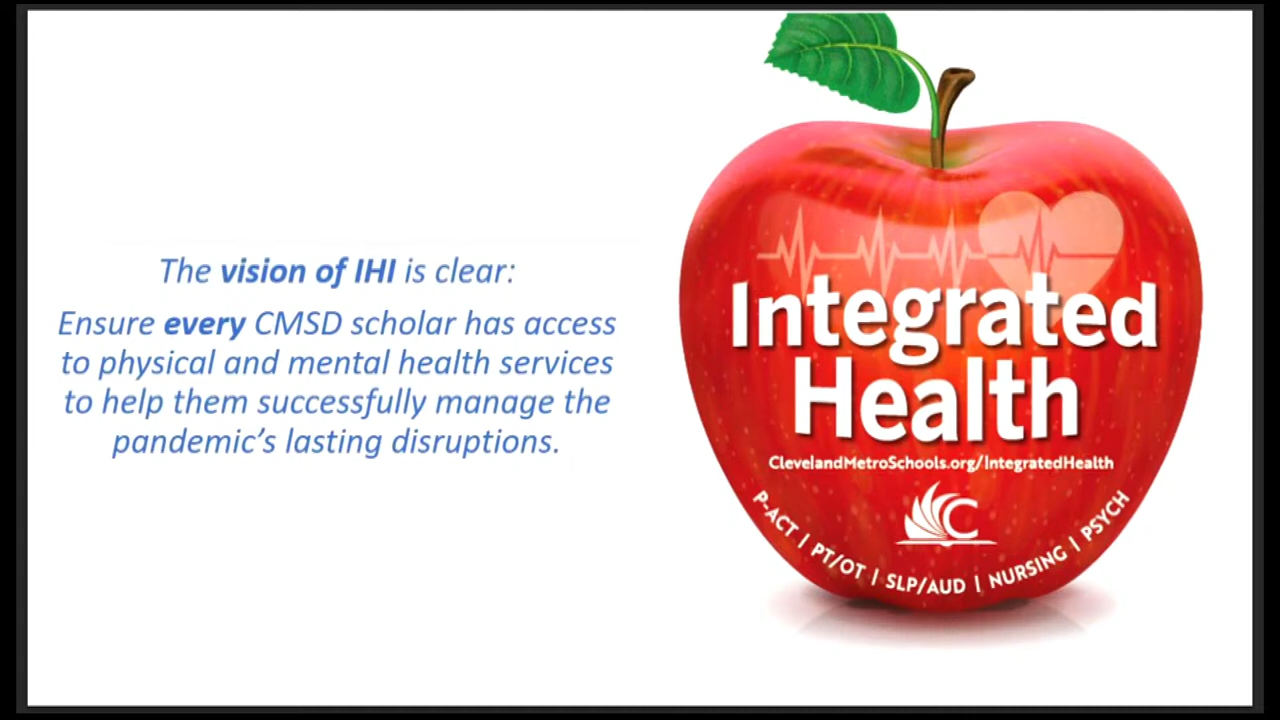 The vision of IHI is clear:
Ensure every CMSD scholar has access
to physical and mental health services
to help them successfully manage the
pandemic's lasting disruptions.
Integrated
Health
ClevelandMetroSchools.org/IntegratedHealth
C
P-ACT | PT/OT | SLP/AUD | NURSING | PSYCH